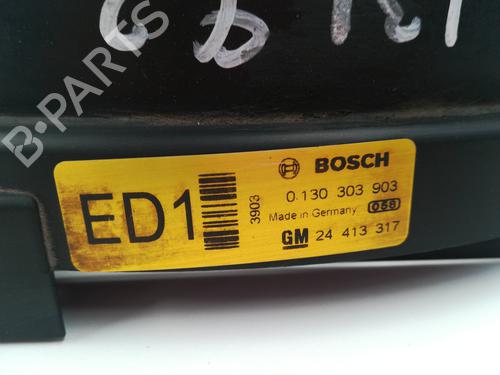 B-PARTS
ED1
3903
BOSCH
0 130 303 903
Made in Germany 058
GM 24 413 317